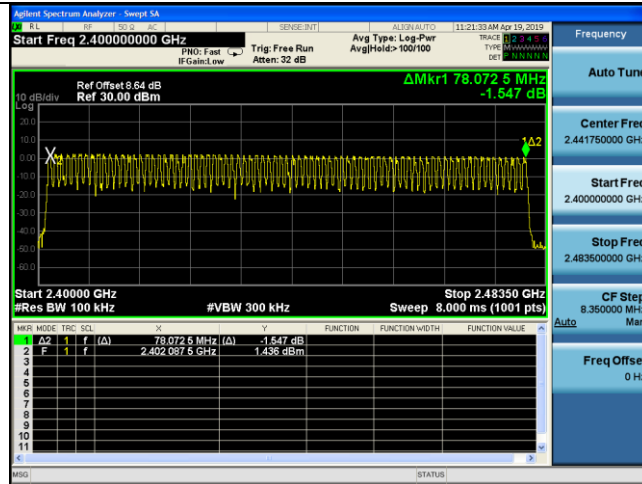 Agilent Spectrum Analyzer - Swept SA
RL RF 50 Ω AC SENSE:INT ALIGN AUTO 11:21:33 AM Apr 19, 2019
Start Freq 2.400000000 GHz
PNO: Fast
IFGain:Low
Trig: Free Run
Atten: 32 dB
Avg Type: Log-Pwr
Avg|Hold:>100/100
TRACE 1 2 3 4 5 6
TYPE M
DET P N N N N N
ΔMkr1 78.072 5 MHz
-1.547 dB
Ref Offset 8.64 dB
Ref 30.00 dBm
10 dB/div
Log
20.0
10.0
0.00
-10.0
-20.0
-30.0
-40.0
-50.0
-60.0
X2
1Δ2
Start 2.40000 GHz Stop 2.48350 GHz
#Res BW 100 kHz #VBW 300 kHz Sweep 8.000 ms (1001 pts)
MKR MODE TRC SCL X Y FUNCTION FUNCTION WIDTH FUNCTION VALUE
1 Δ2 1 f (Δ) 78.072 5 MHz (Δ) -1.547 dB
2 F 1 f 2.402 087 5 GHz 1.436 dBm
3
4
5
6
7
8
9
10
11
MSG STATUS
Frequency
Auto Tune
Center Freq
2.441750000 GHz
Start Freq
2.400000000 GHz
Stop Freq
2.483500000 GHz
CF Step
8.350000 MHz
Auto Man
Freq Offset
0 Hz